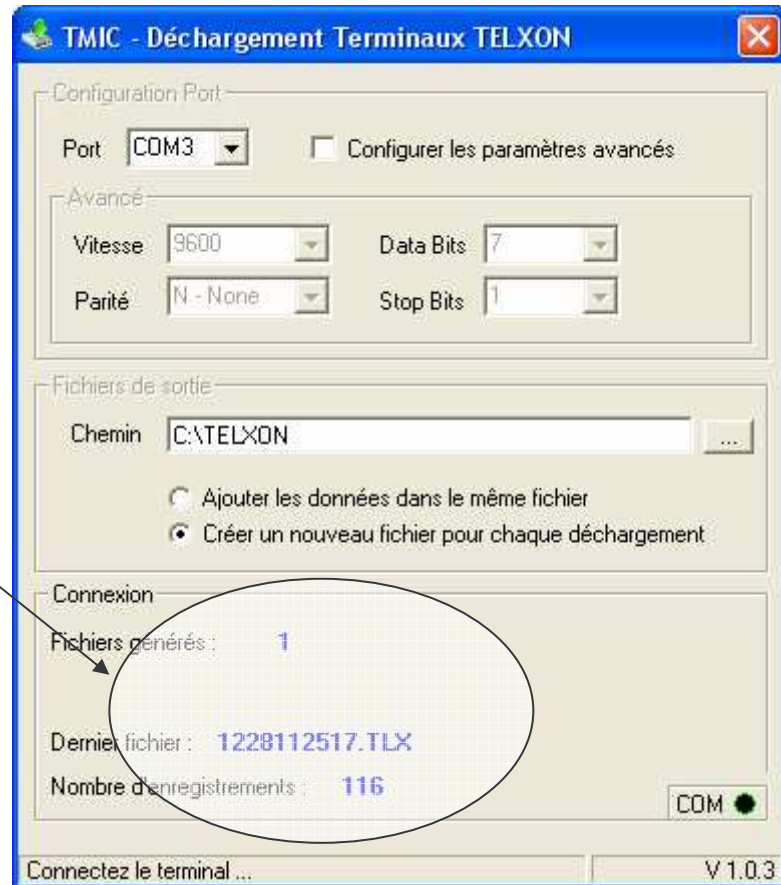 TMIC - Déchargement Terminaux TELXON
Configuration Port
Port COM3 Configurer les paramètres avancés
Avancé
Vitesse 9600 Data Bits 7
Parité N - None Stop Bits 1
Fichiers de sortie
Chemin C:\TELXON ...
Ajouter les données dans le même fichier
Créer un nouveau fichier pour chaque déchargement
Connexion
Fichiers générés : 1
Dernier fichier : 1228112517.TLX
Nombre d'enregistrements : 116
COM
Connectez le terminal ... V 1.0.3